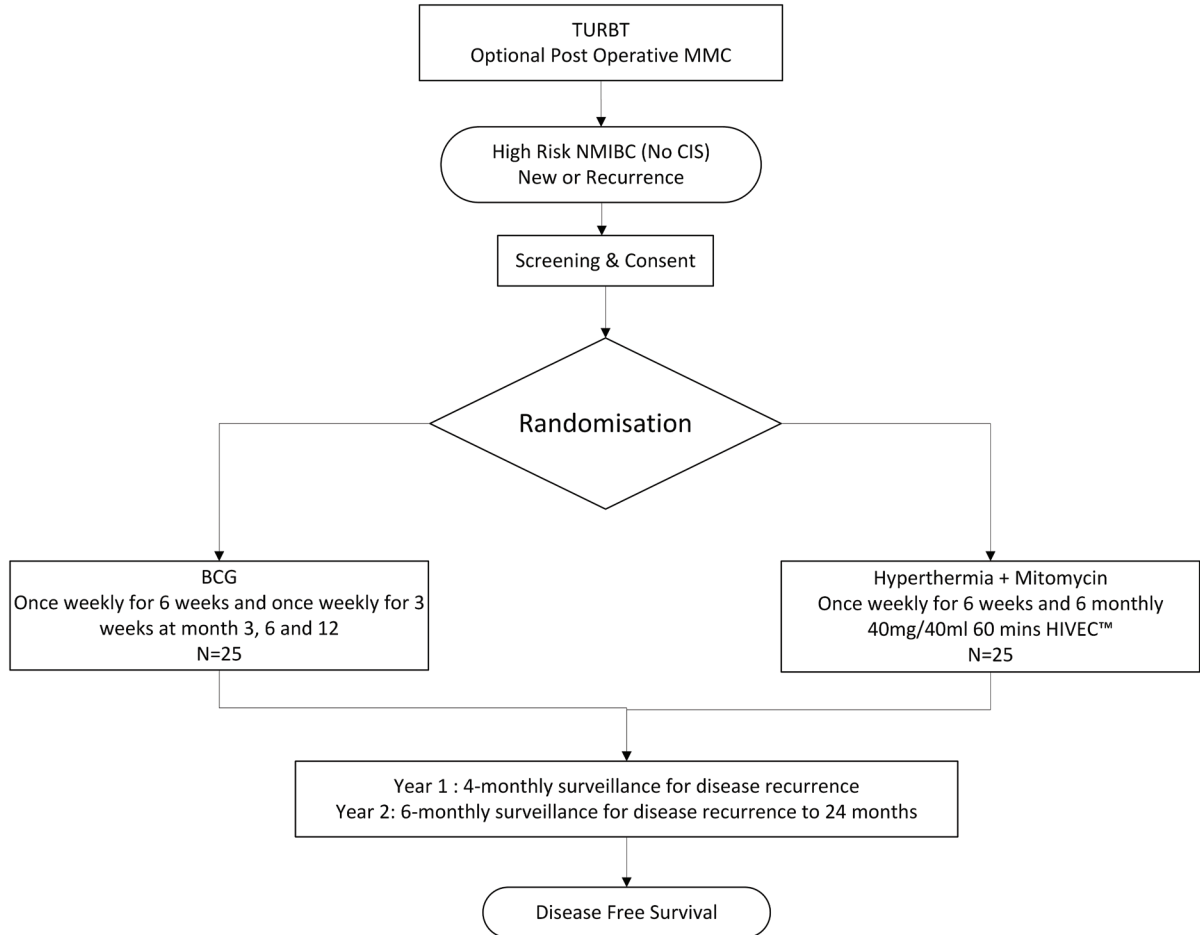 TURBT
Optional Post Operative MMC
High Risk NMIBC (No CIS)
New or Recurrence
Screening & Consent
Randomisation
BCG
Once weekly for 6 weeks and once weekly for 3
weeks at month 3, 6 and 12
N=25
Hyperthermia + Mitomycin
Once weekly for 6 weeks and 6 monthly
40mg/40ml 60 mins HIVEC™
N=25
Year 1 : 4-monthly surveillance for disease recurrence
Year 2: 6-monthly surveillance for disease recurrence to 24 months
Disease Free Survival